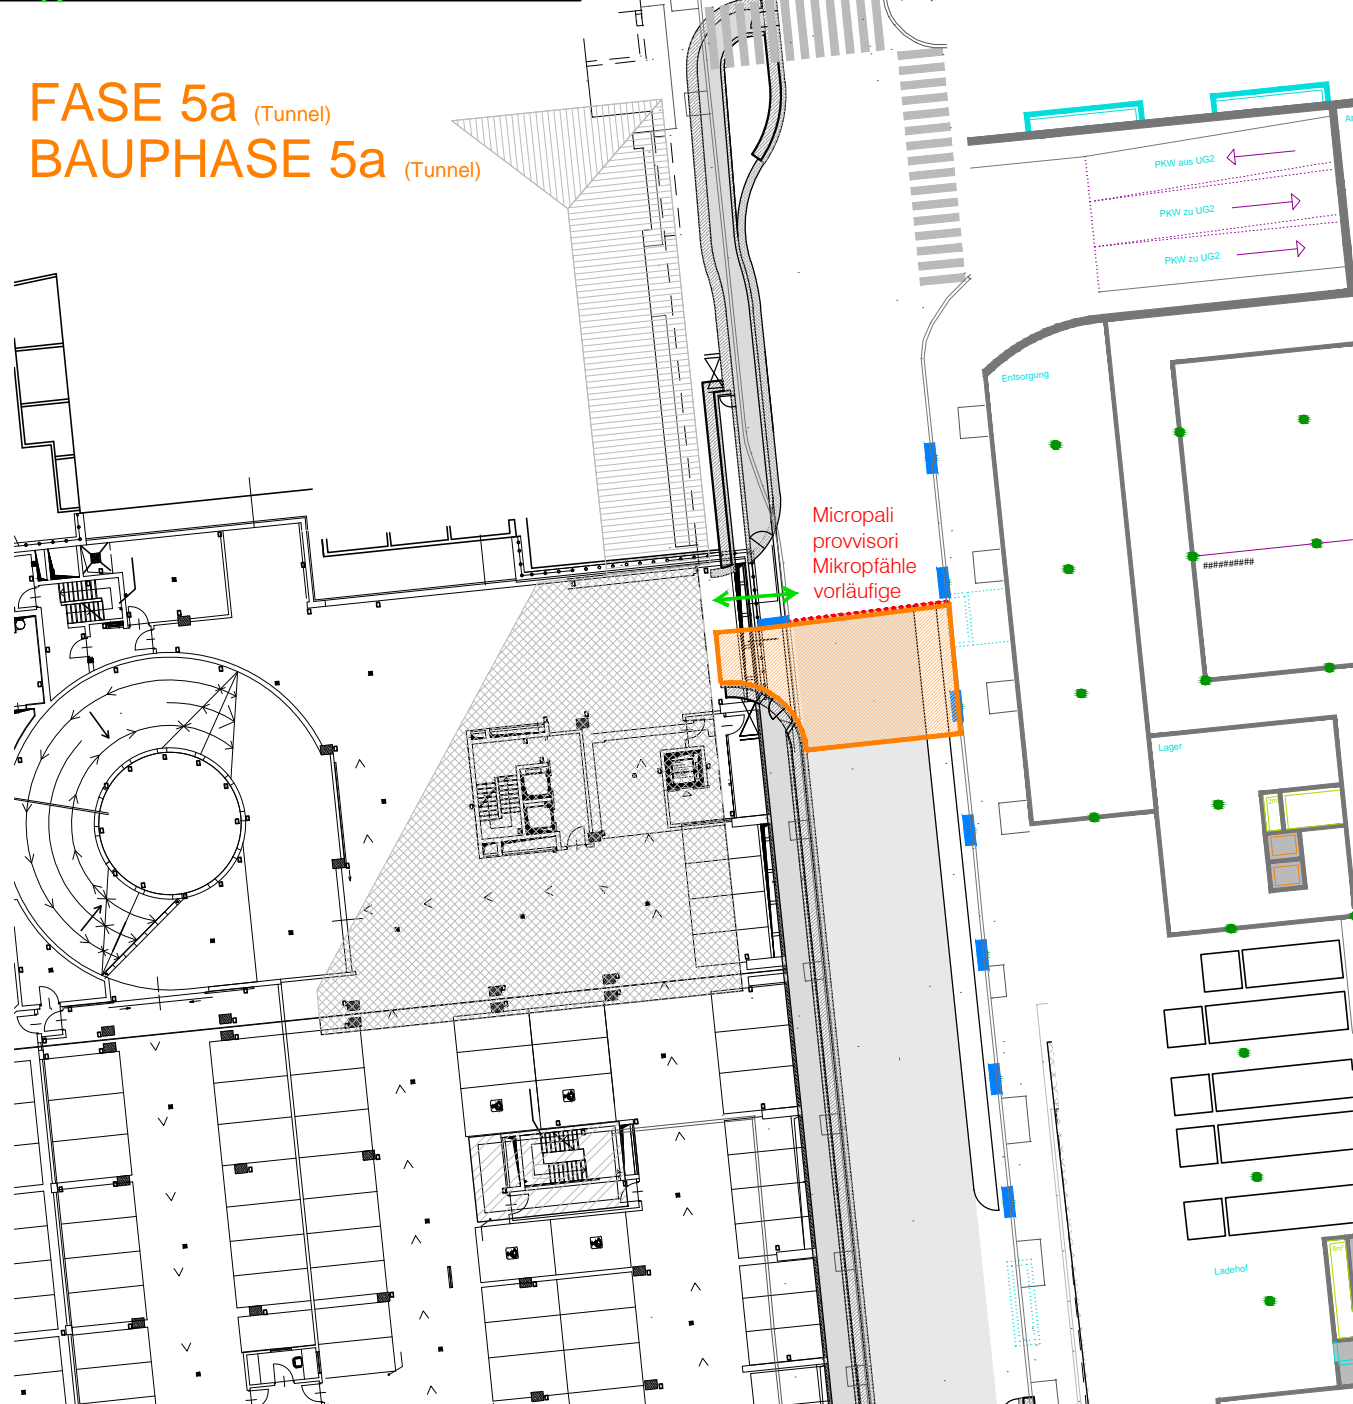 FASE 5a (Tunnel)
BAUPHASE 5a (Tunnel)
PKW aus UG2
PKW zu UG2
PKW zu UG2
Entsorgung
Micropali
provvisori
Mikropfähle
vorläufige
##########
Lager
Ladehof